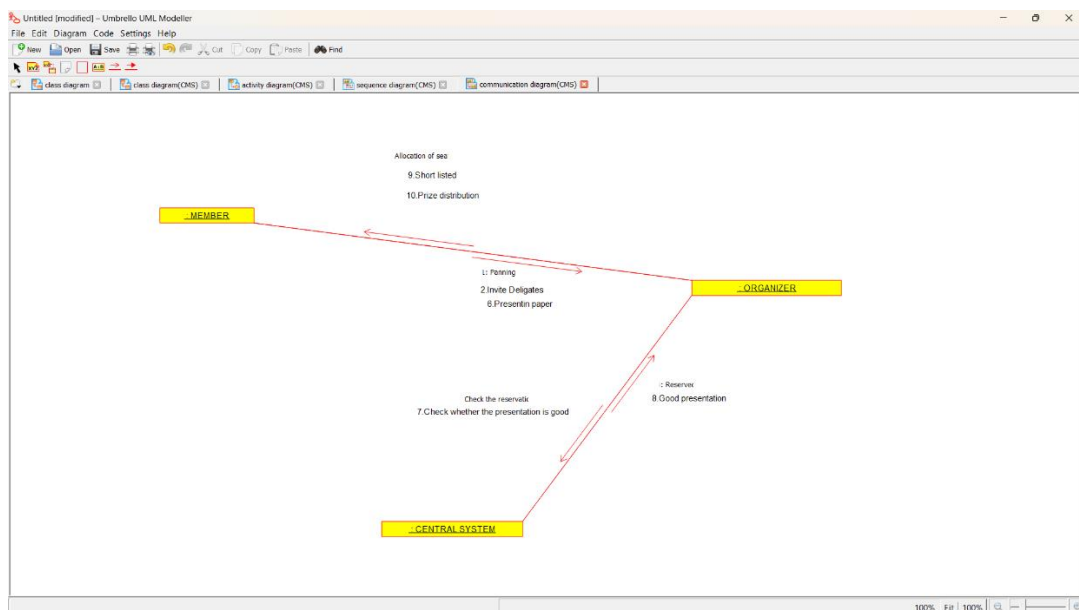 Untitled [modified] – Umbrello UML Modeller
File Edit Diagram Code Settings Help
New Open Save Cut Copy Paste Find
class diagram class diagram(CMS) activity diagram(CMS) sequence diagram(CMS) communication diagram(CMS)
Allocation of sea
9.Short listed
10.Prize distribution
: MEMBER
: Panning
2.Invite Deligates
6.Presentin paper
: ORGANIZER
Check the reservatic
7.Check whether the presentation is good
: Reserved
8.Good presentation
: CENTRAL SYSTEM
100% Fit 100%